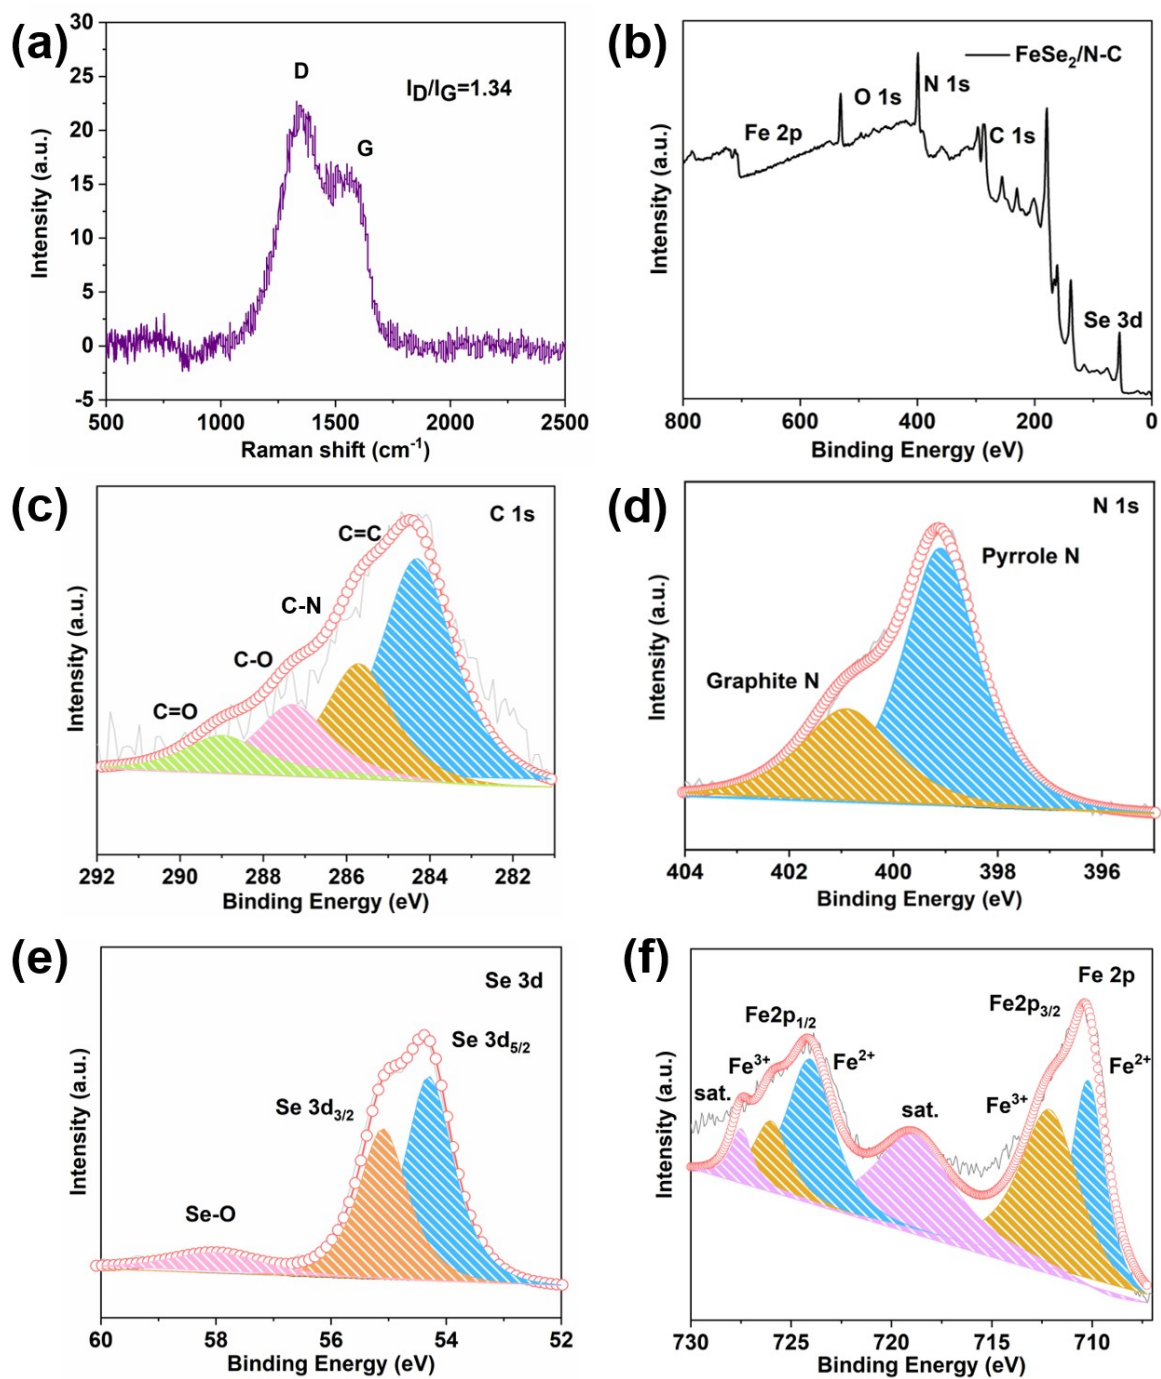 (a)
30
25
20
15
10
5
0
-5
Intensity (a.u.)
D
G
I_D/I_G=1.34
500 1000 1500 2000 2500
Raman shift (cm⁻¹)
(b)
FeSe₂/N-C
Intensity (a.u.)
Fe 2p
O 1s
N 1s
C 1s
Se 3d
800 600 400 200 0
Binding Energy (eV)
(c)
C 1s
Intensity (a.u.)
C=C
C-N
C-O
C=O
292 290 288 286 284 282
Binding Energy (eV)
(d)
N 1s
Intensity (a.u.)
Pyrrole N
Graphite N
404 402 400 398 396
Binding Energy (eV)
(e)
Se 3d
Intensity (a.u.)
Se 3d₅/₂
Se 3d₃/₂
Se-O
60 58 56 54 52
Binding Energy (eV)
(f)
Fe 2p
Intensity (a.u.)
Fe2p₃/₂
Fe2p₁/₂
Fe³⁺
Fe²⁺
Fe²⁺
sat.
sat.
Fe³⁺
730 725 720 715 710
Binding Energy (eV)